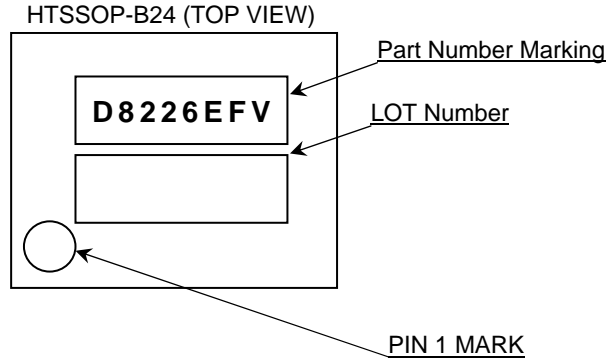 HTSSOP-B24 (TOP VIEW)
Part Number Marking
D8226EFV
LOT Number
PIN 1 MARK